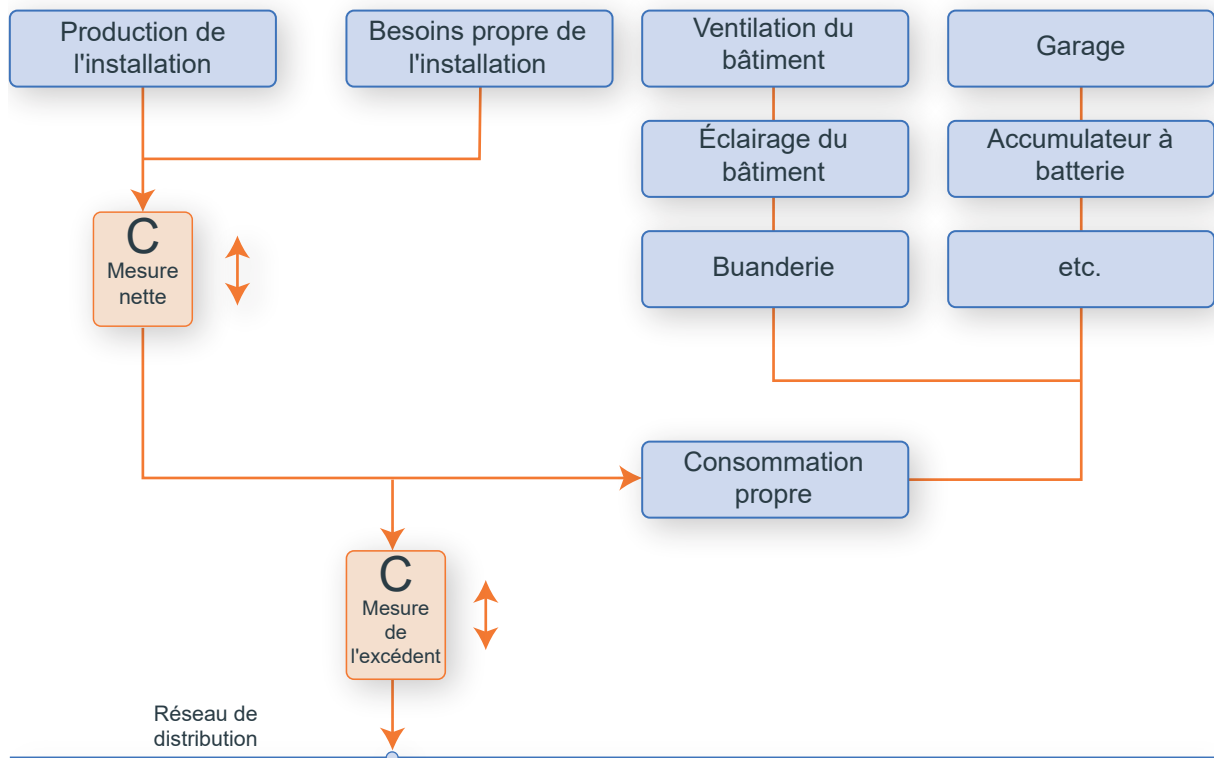 Production de
l'installation
Besoins propre de
l'installation
Ventilation du
bâtiment
Garage
Éclairage du
bâtiment
Accumulateur à
batterie
C
Mesure
nette
Buanderie
etc.
Consommation
propre
C
Mesure
de
l'excédent
Réseau de
distribution